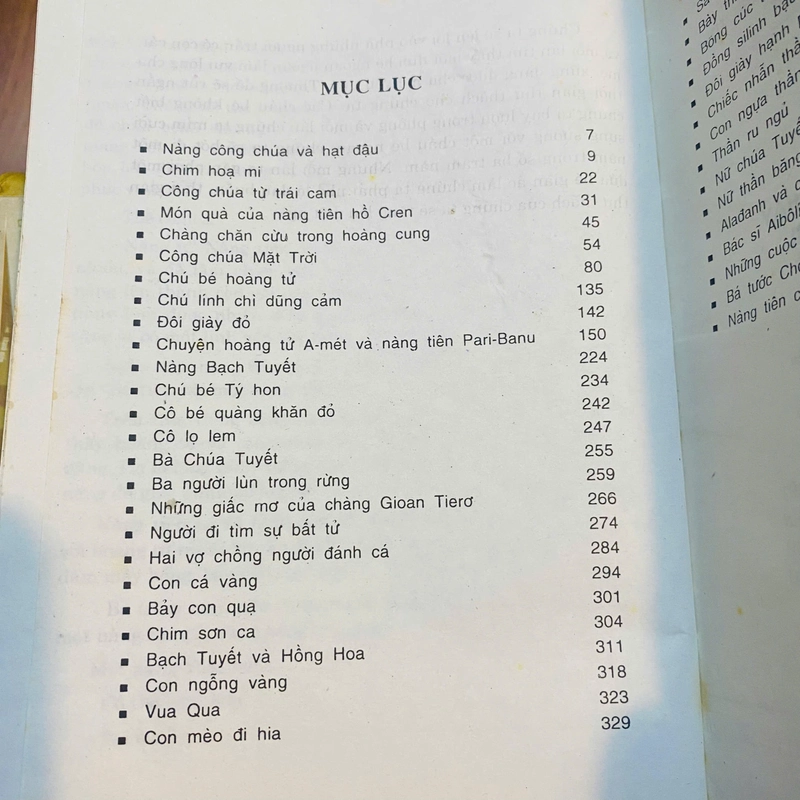 MỤC LỤC
▪ Nàng công chúa và hạt đậu 7
▪ Chim hoạ mi 9
▪ Công chúa từ trái cam 22
▪ Món quà của nàng tiên hồ Cren 31
▪ Chàng chăn cừu trong hoàng cung 45
▪ Công chúa Mặt Trời 54
▪ Chú bé hoàng tử 80
▪ Chú lính chì dũng cảm 135
▪ Đôi giày đỏ 142
▪ Chuyện hoàng tử A-mét và nàng tiên Pari-Banu 150
▪ Nàng Bạch Tuyết 224
▪ Chú bé Tý hon 234
▪ Cô bé quàng khăn đỏ 242
▪ Cô lọ lem 247
▪ Bà Chúa Tuyết 255
▪ Ba người lùn trong rừng 259
▪ Những giấc mơ của chàng Gioan Tierơ 266
▪ Người đi tìm sự bất tử 274
▪ Hai vợ chồng người đánh cá 284
▪ Con cá vàng 294
▪ Bảy con quạ 301
▪ Chim sơn ca 304
▪ Bạch Tuyết và Hồng Hoa 311
▪ Con ngỗng vàng 318
▪ Vua Quạ 323
▪ Con mèo đi hia 329
▪ Bảy
▪ Bông cúc
▪ Đồng silinh bạc
▪ Đôi giày hạnh
▪ Chiếc nhẫn
▪ Con ngựa thần
▪ Thần ru ngủ
▪ Nữ chúa Tuyết
▪ Nữ thần băng
▪ Alađanh và
▪ Bác sĩ Aibôlit
▪ Những cuộc
▪ Bá tước
▪ Nàng tiên